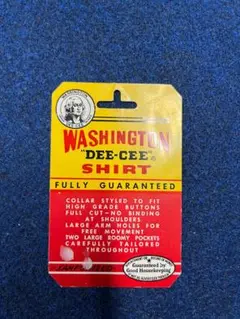 WASHINGTON
WASHINGTON
"DEE-CEE"
SHIRT
FULLY GUARANTEED
COLLAR STYLED TO FIT
HIGH GRADE BUTTONS
FULL CUT-NO BINDING
AT SHOULDERS
LARGE ARM HOLES FOR
FREE MOVEMENT
TWO LARGE ROOMY POCKETS
CAREFULLY TAILORED
THROUGHOUT
Guaranteed by
Good Housekeeping